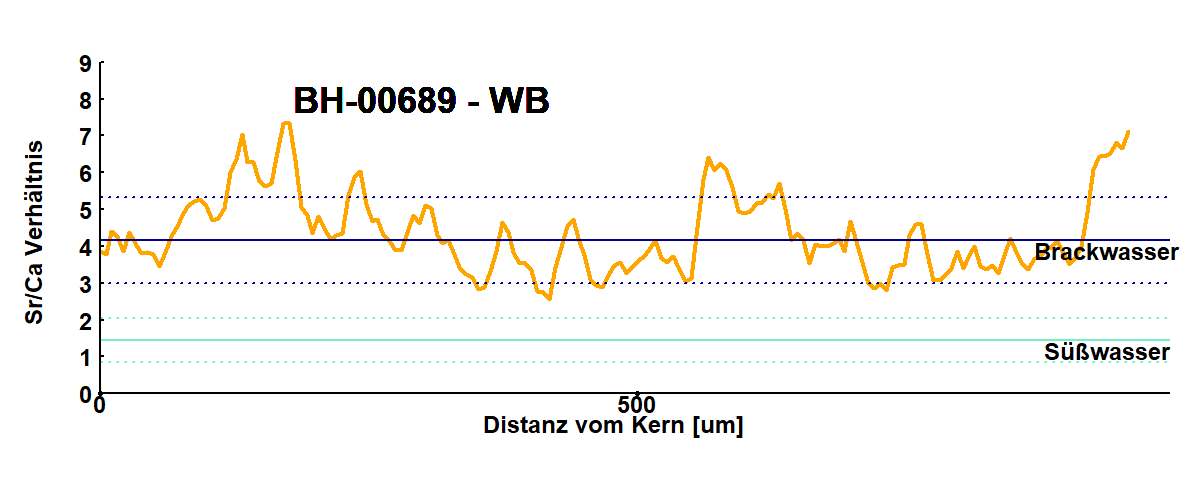 BH-00689 - WB
Sr/Ca Verhältnis
9
8
7
6
5
4
3
2
1
0
Brackwasser
Süßwasser
0
500
Distanz vom Kern [um]